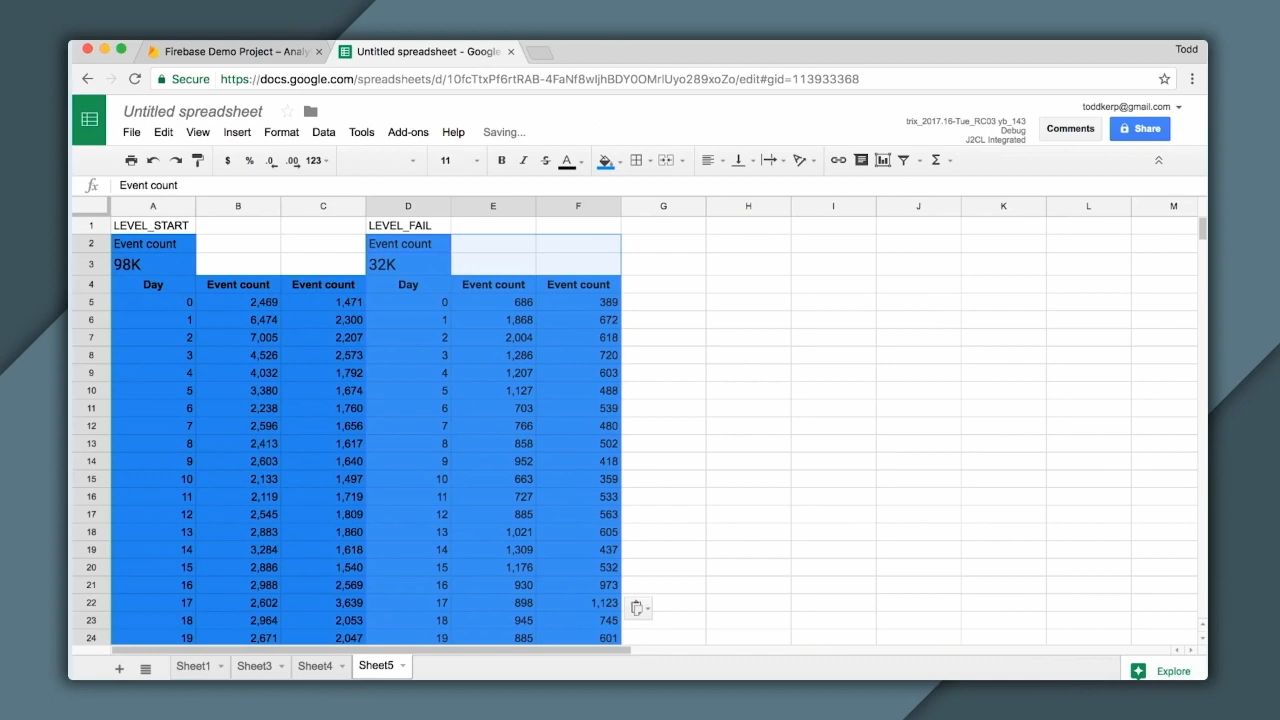 Firebase Demo Project – Analy × Untitled spreadsheet - Google × Todd
Secure https://docs.google.com/spreadsheets/d/10fcTtxPf6rtRAB-4FaNf8wIjhBDY0OMrIUyo289xoZo/edit#gid=113933368
Untitled spreadsheet toddkerp@gmail.com
File Edit View Insert Format Data Tools Add-ons Help Saving...
trix_2017.16-Tue_RC03 yb_143
Debug
J2CL Integrated
Comments Share
$ % .0 .00 123 11 B I S A Σ
fx Event count
A B C D E F G H I J K L M
1 LEVEL_START LEVEL_FAIL
2 Event count Event count
3 98K 32K
4 Day Event count Event count Day Event count Event count
5 0 2,469 1,471 0 686 389
6 1 6,474 2,300 1 1,868 672
7 2 7,005 2,207 2 2,004 618
8 3 4,526 2,573 3 1,286 720
9 4 4,032 1,792 4 1,207 603
10 5 3,380 1,674 5 1,127 488
11 6 2,238 1,760 6 703 539
12 7 2,596 1,656 7 766 480
13 8 2,413 1,617 8 858 502
14 9 2,603 1,640 9 952 418
15 10 2,133 1,497 10 663 359
16 11 2,119 1,719 11 727 533
17 12 2,545 1,809 12 885 563
18 13 2,883 1,860 13 1,021 605
19 14 3,284 1,618 14 1,309 437
20 15 2,886 1,540 15 1,176 532
21 16 2,988 2,569 16 930 973
22 17 2,602 3,639 17 898 1,123
23 18 2,964 2,053 18 945 745
24 19 2,671 2,047 19 885 601
+ Sheet1 Sheet3 Sheet4 Sheet5 Explore